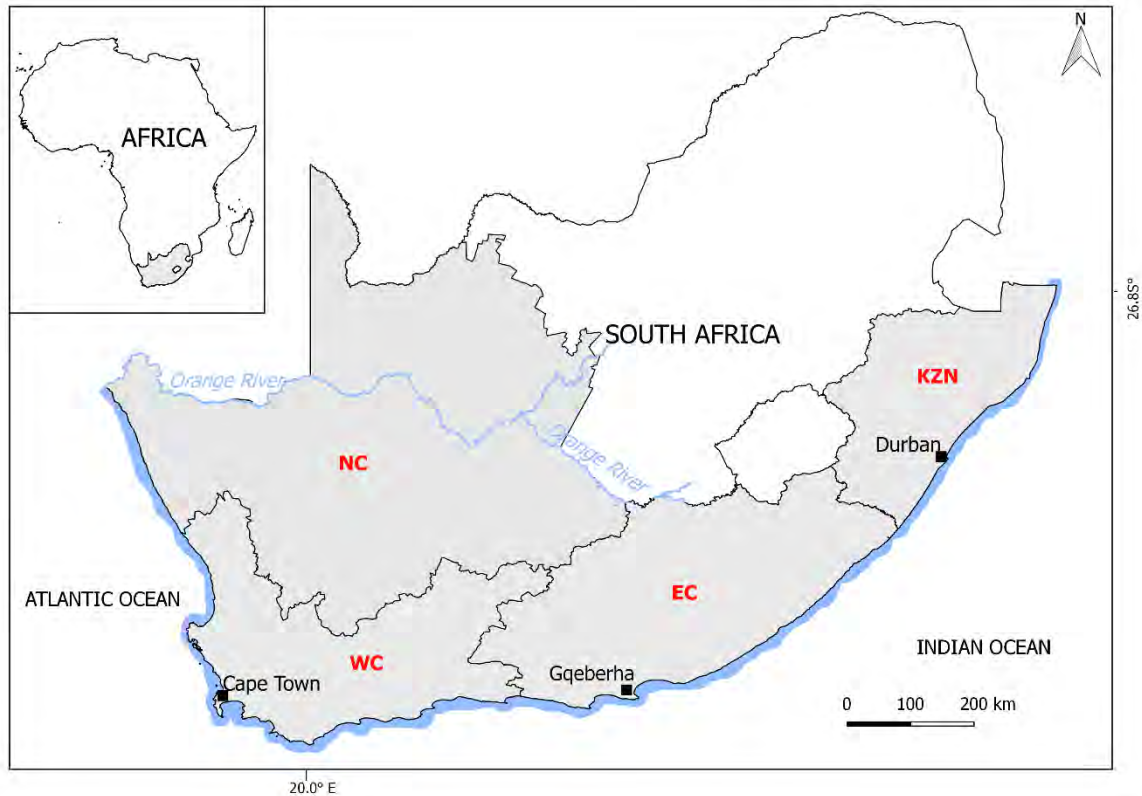 AFRICA
N
26.8S°
SOUTH AFRICA
Orange River
KZN
Durban
NC
Orange River
ATLANTIC OCEAN
EC
INDIAN OCEAN
WC
Gqeberha
Cape Town
0 100 200 km
20.0° E